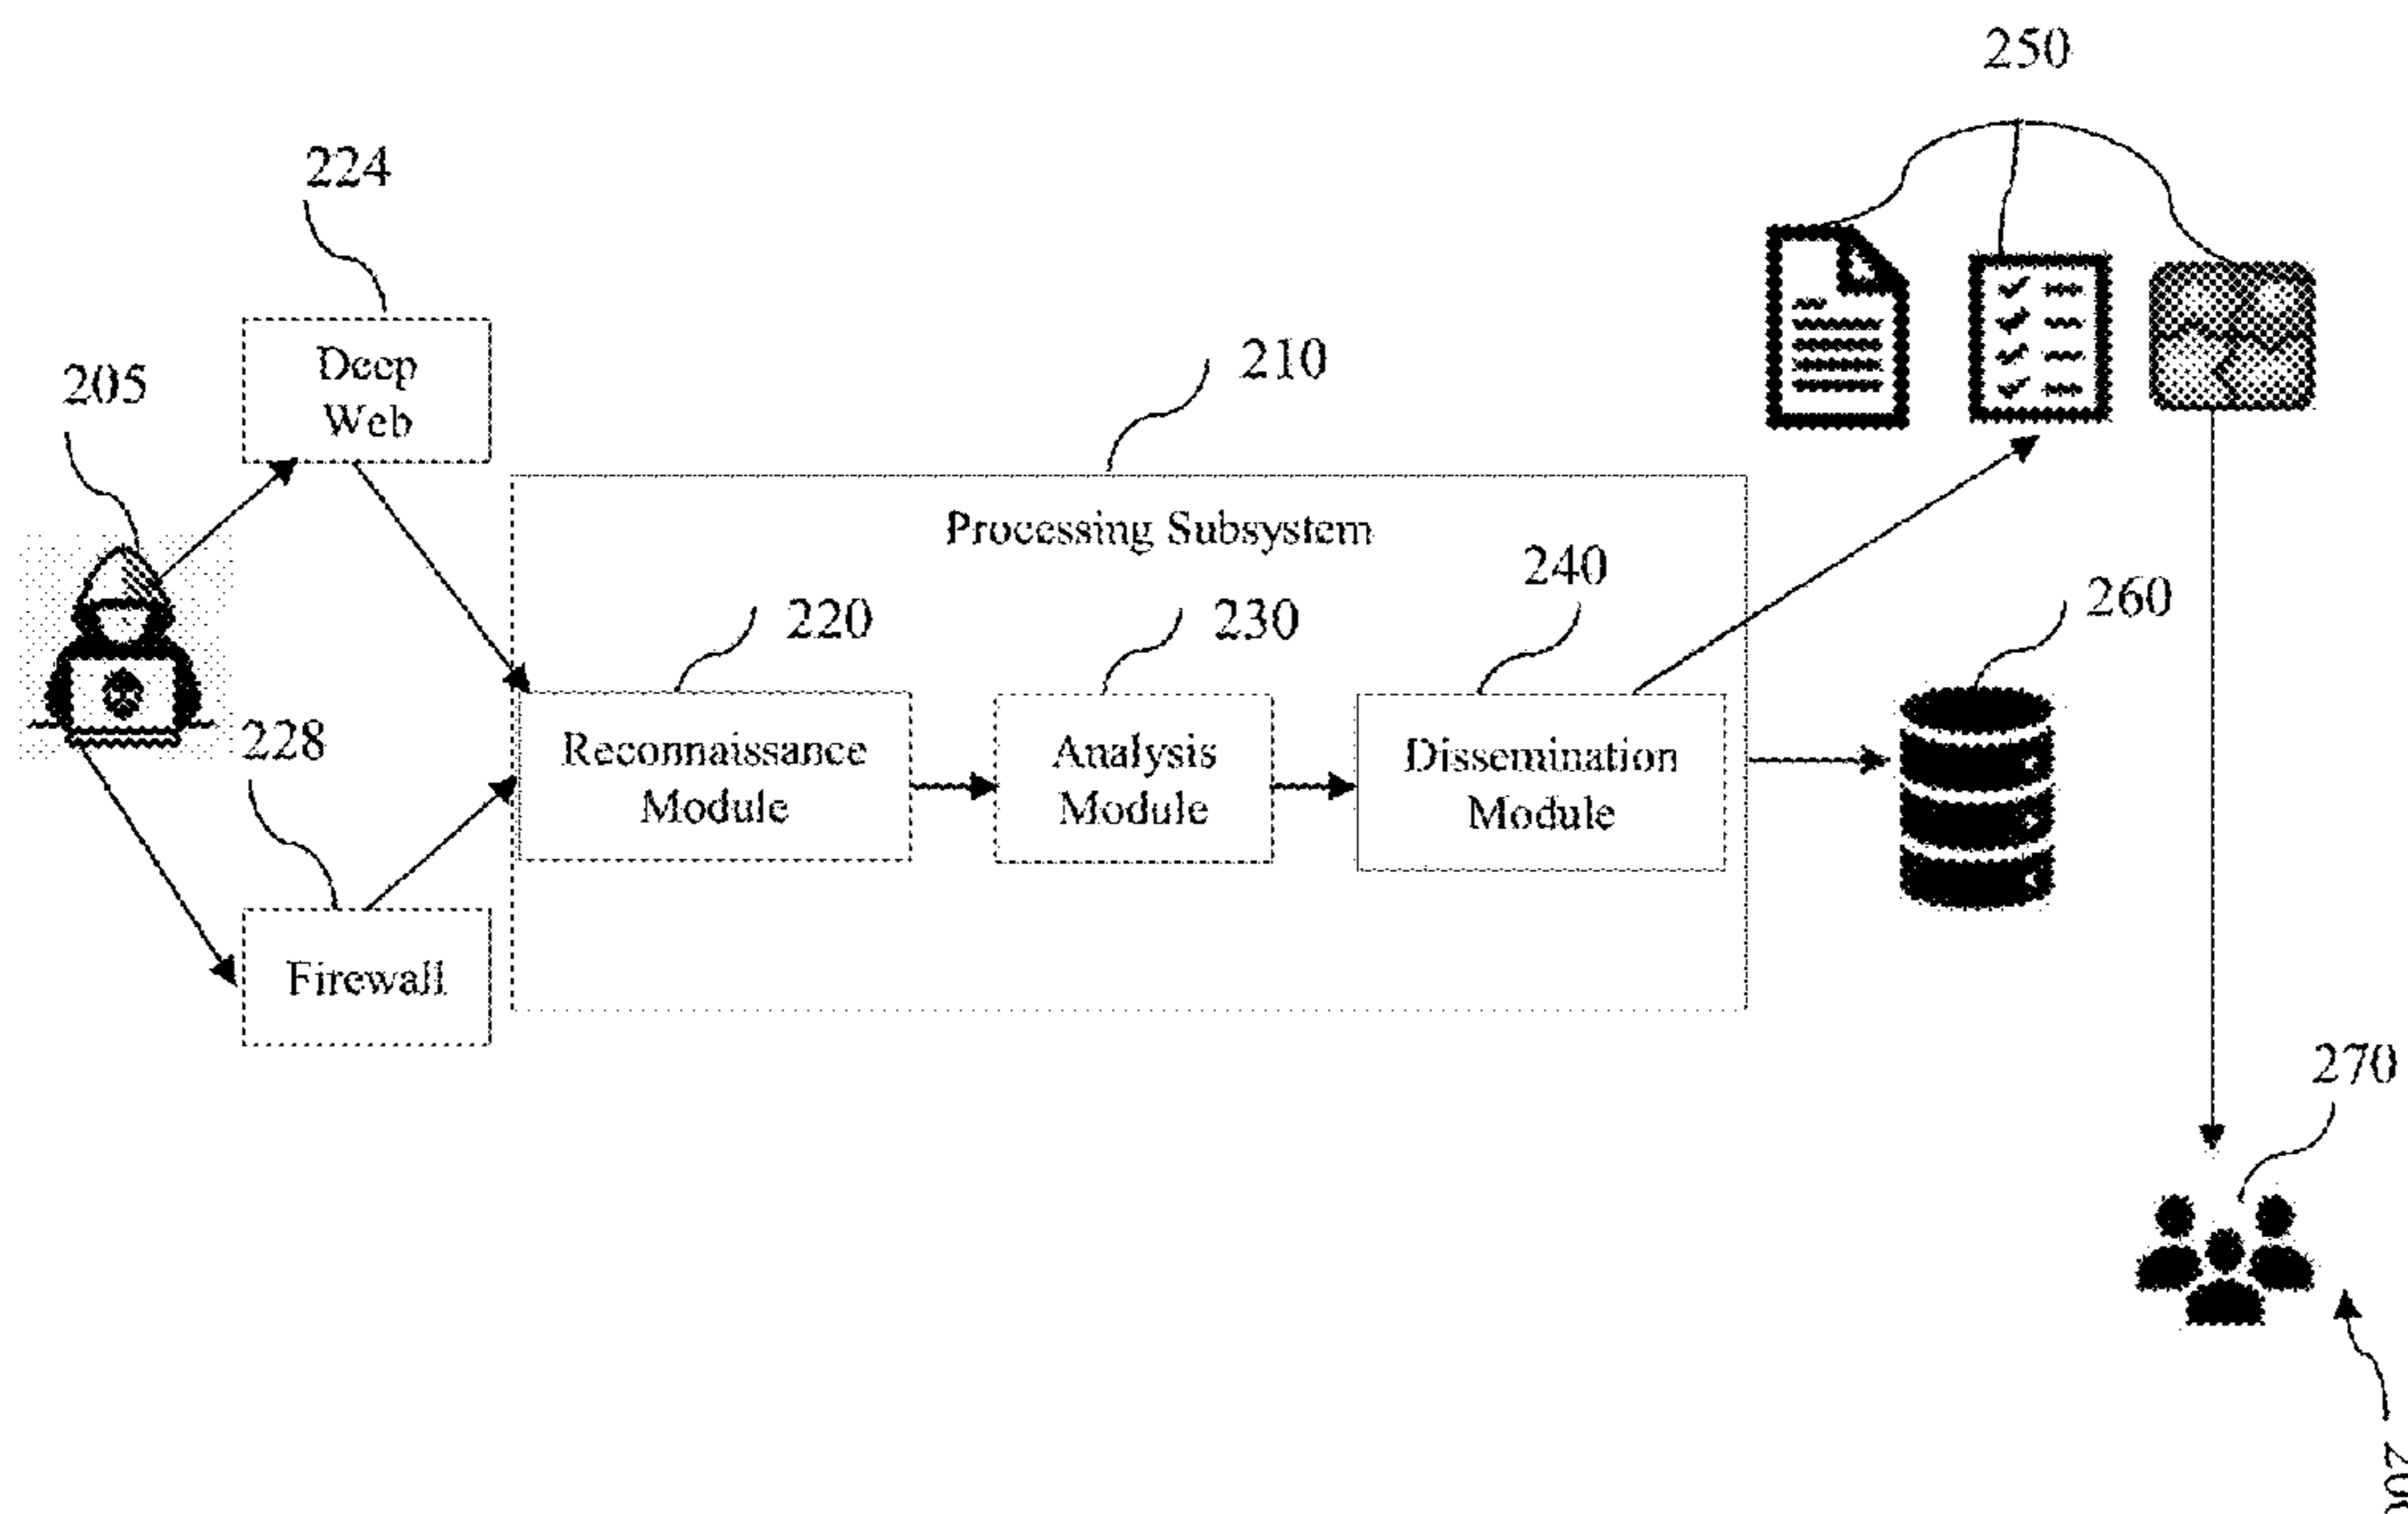 250
224
205
Deep
Web
210
Processing Subsystem
240
220
230
260
228
Reconnaissance
Module
Analysis
Module
Dissemination
Module
Firewall
270